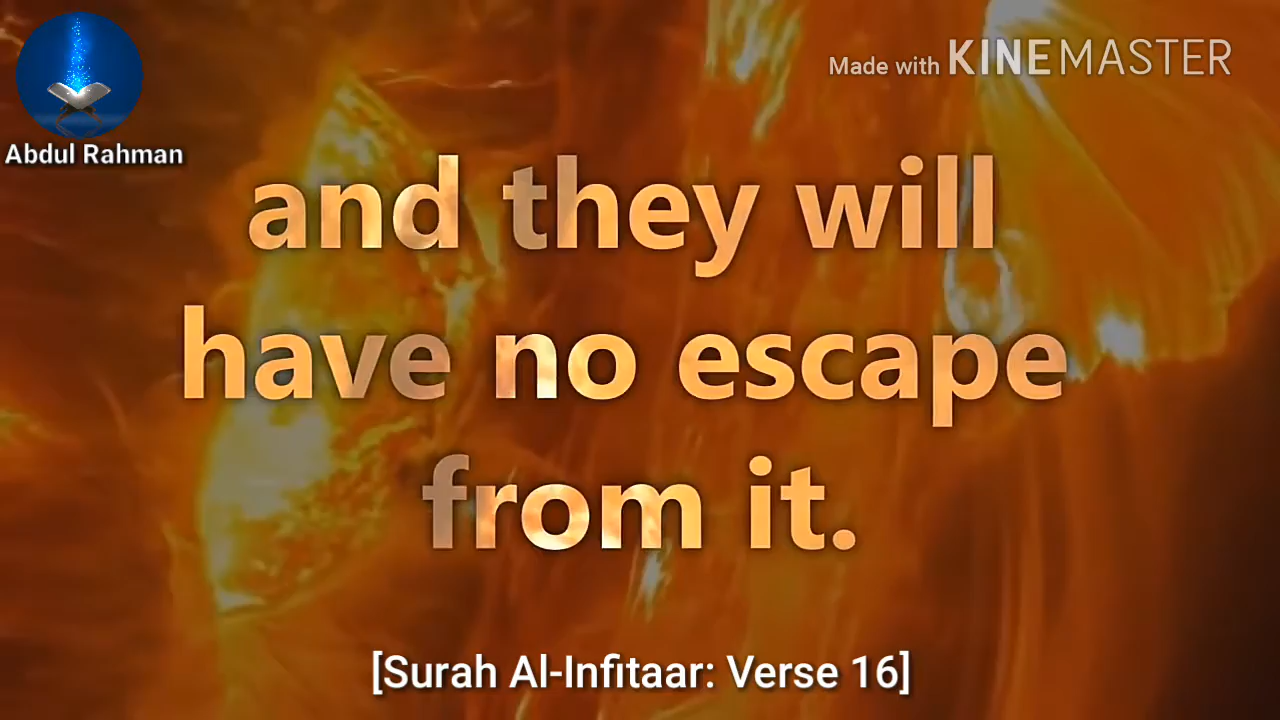 Made with KINEMASTER
Abdul Rahman
and they will
have no escape
from it.
[Surah Al-Infitaar: Verse 16]